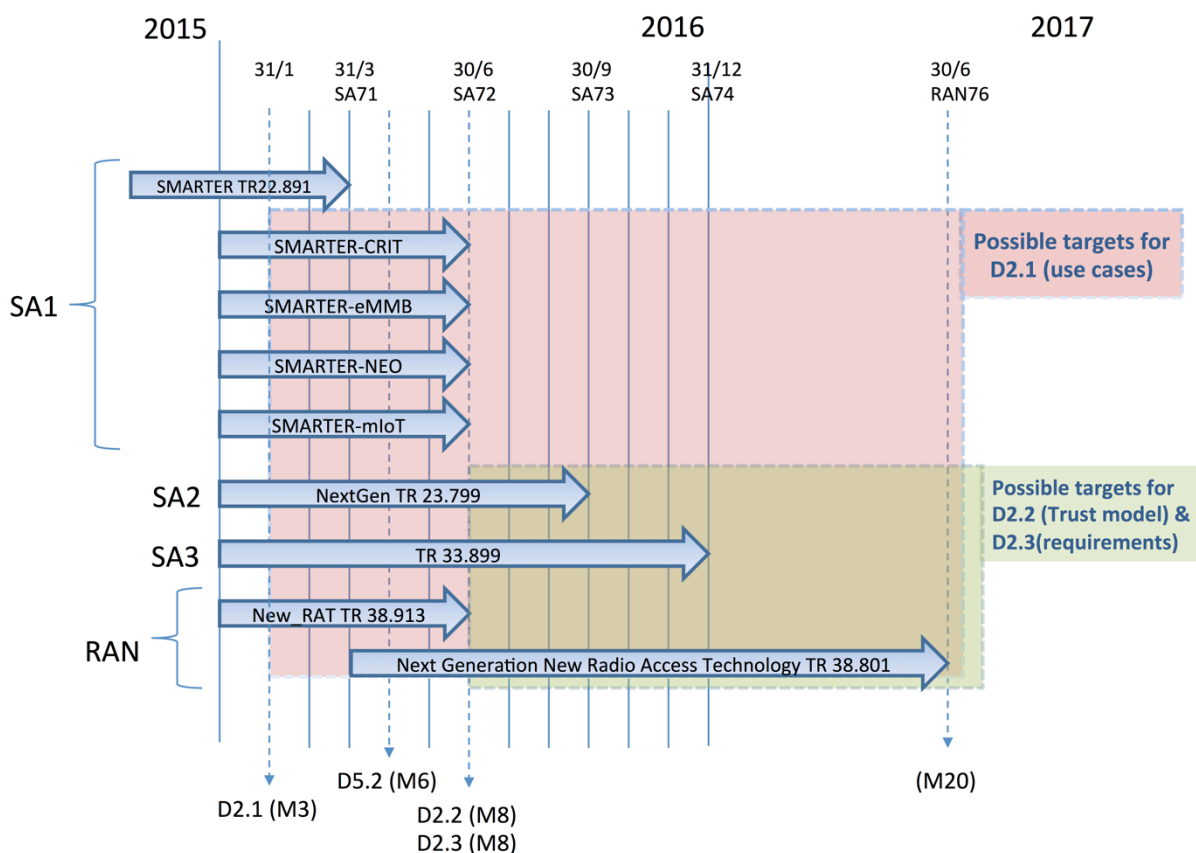 2015
2016
2017
31/1
31/3
SA71
30/6
SA72
30/9
SA73
31/12
SA74
30/6
RAN76
SMARTER TR22.891
SMARTER-CRIT
SMARTER-eMMB
SMARTER-NEO
SMARTER-mIoT
SA1
Possible targets for
D2.1 (use cases)
SA2
NextGen TR 23.799
SA3
TR 33.899
Possible targets for
D2.2 (Trust model) &
D2.3(requirements)
RAN
New_RAT TR 38.913
Next Generation New Radio Access Technology TR 38.801
D2.1 (M3)
D5.2 (M6)
D2.2 (M8)
D2.3 (M8)
(M20)